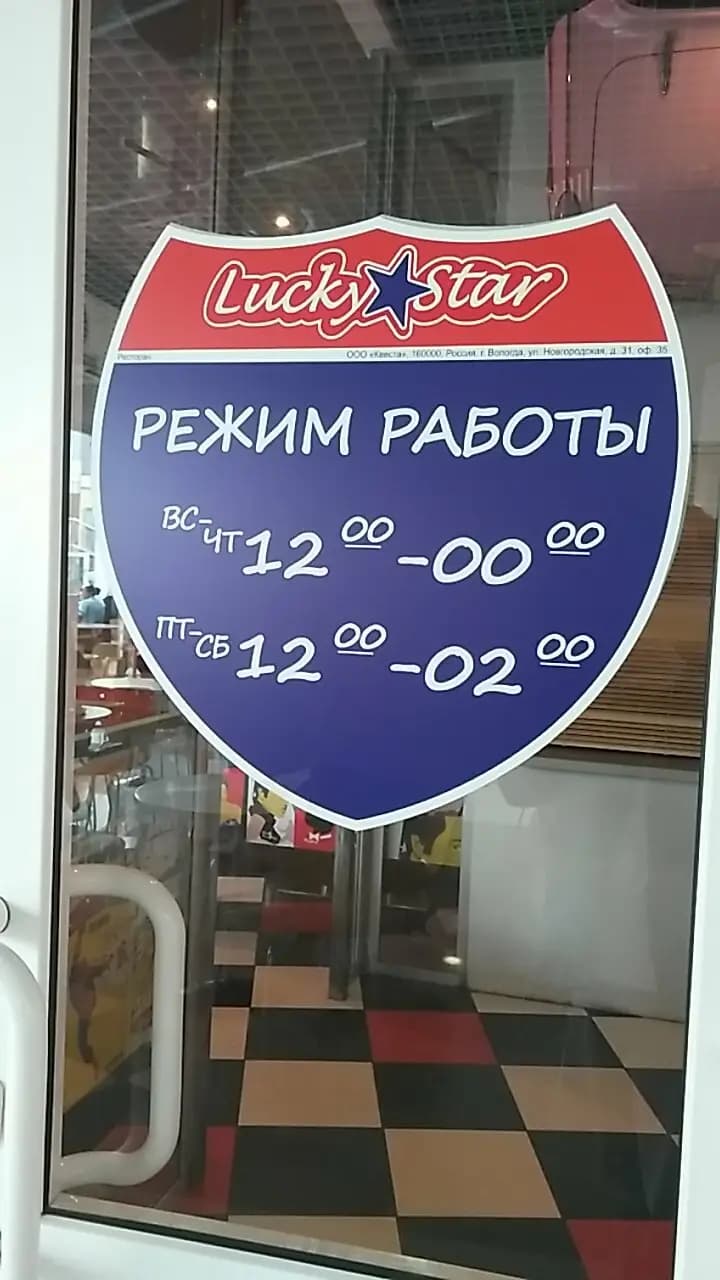 Lucky Star
Ресторан ООО «Квеста», 160000, Россия, г. Вологда, ул. Новгородская, д. 31, оф. 35
РЕЖИМ РАБОТЫ
ВС-ЧТ 12 00 - 00 00
ПТ-СБ 12 00 - 02 00